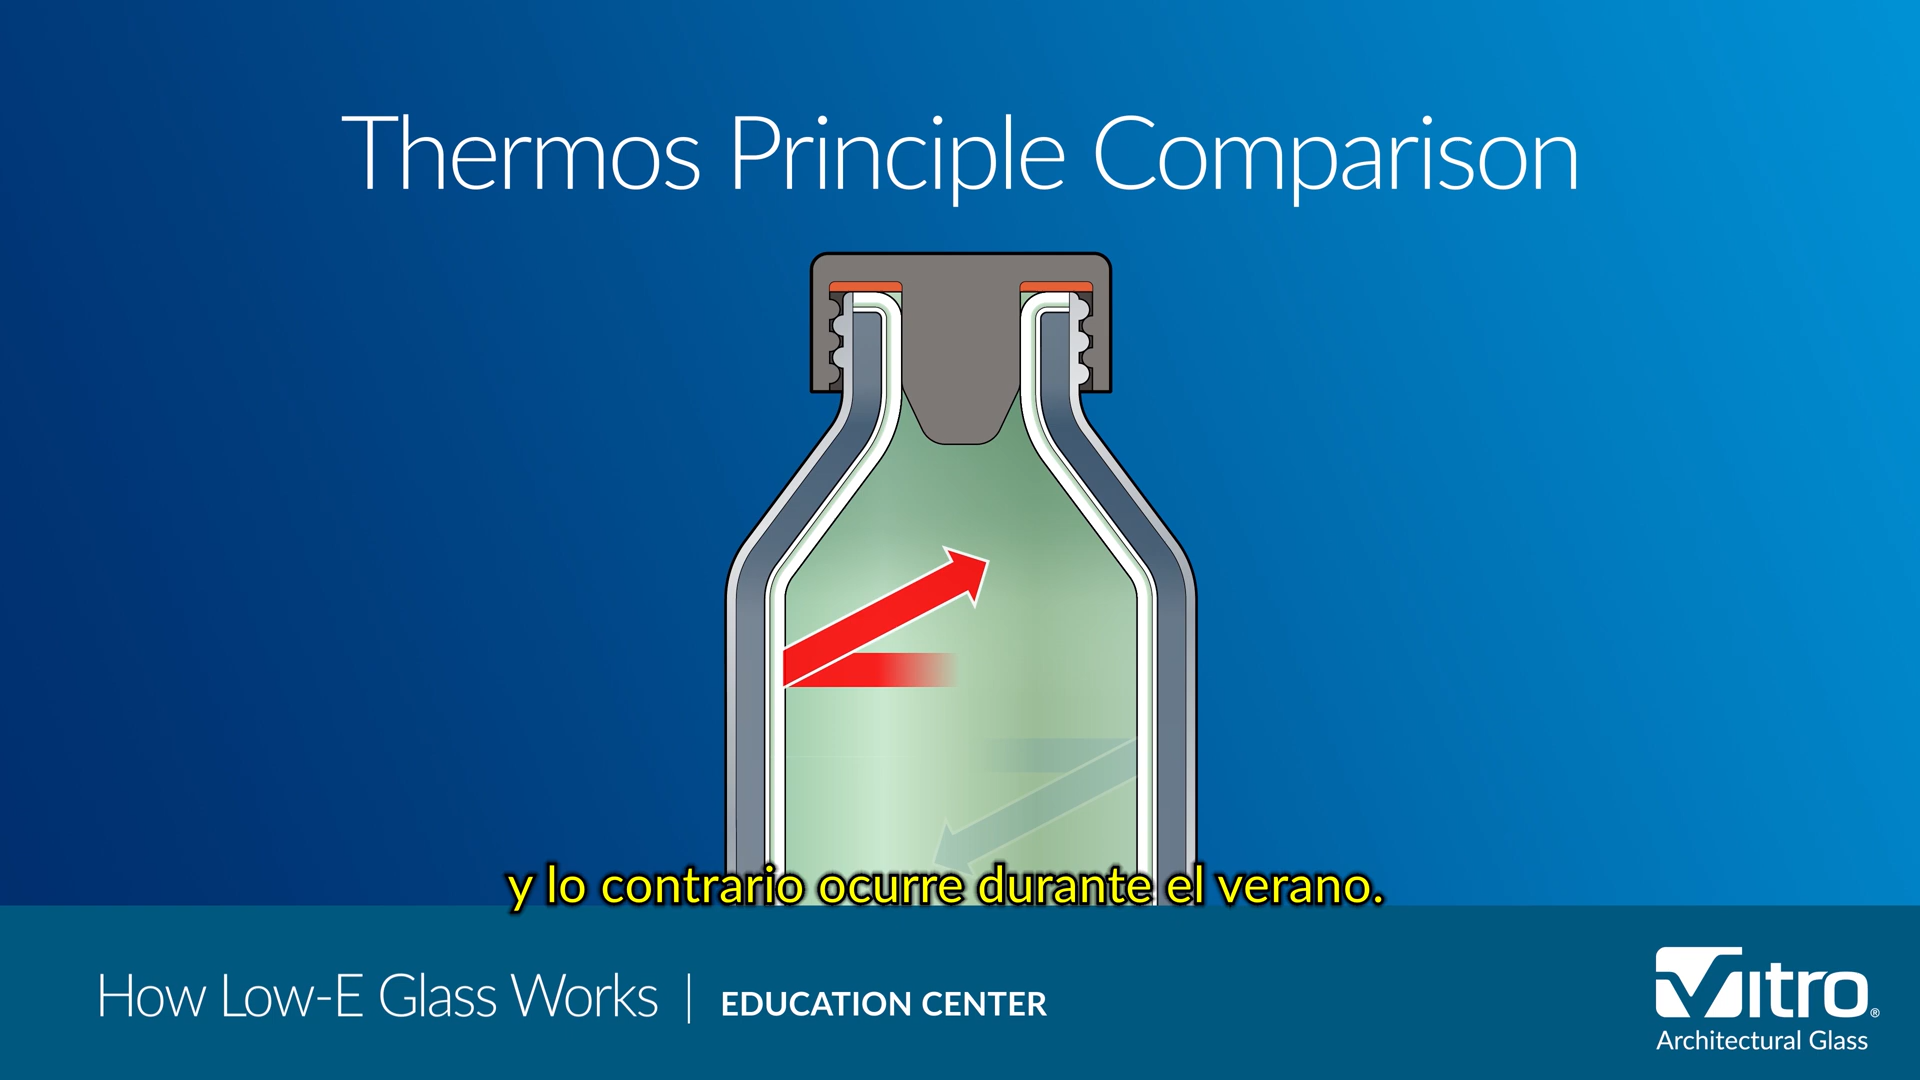 Thermos Principle Comparison
y lo contrario ocurre durante el verano.
How Low-E Glass Works | EDUCATION CENTER
Vitro®
Architectural Glass